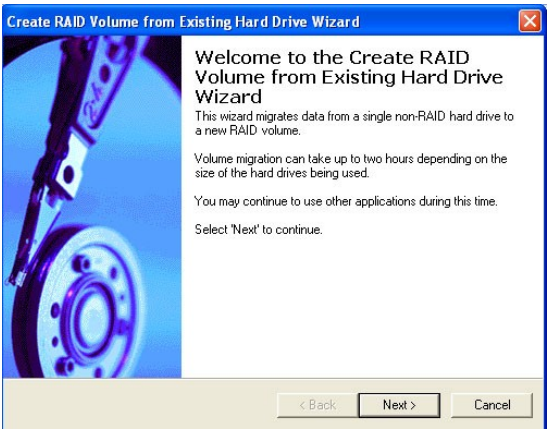 Create RAID Volume from Existing Hard Drive Wizard
Welcome to the Create RAID
Volume from Existing Hard Drive
Wizard
This wizard migrates data from a single non-RAID hard drive to
a new RAID volume.
Volume migration can take up to two hours depending on the
size of the hard drives being used.
You may continue to use other applications during this time.
Select 'Next' to continue.
< Back Next > Cancel